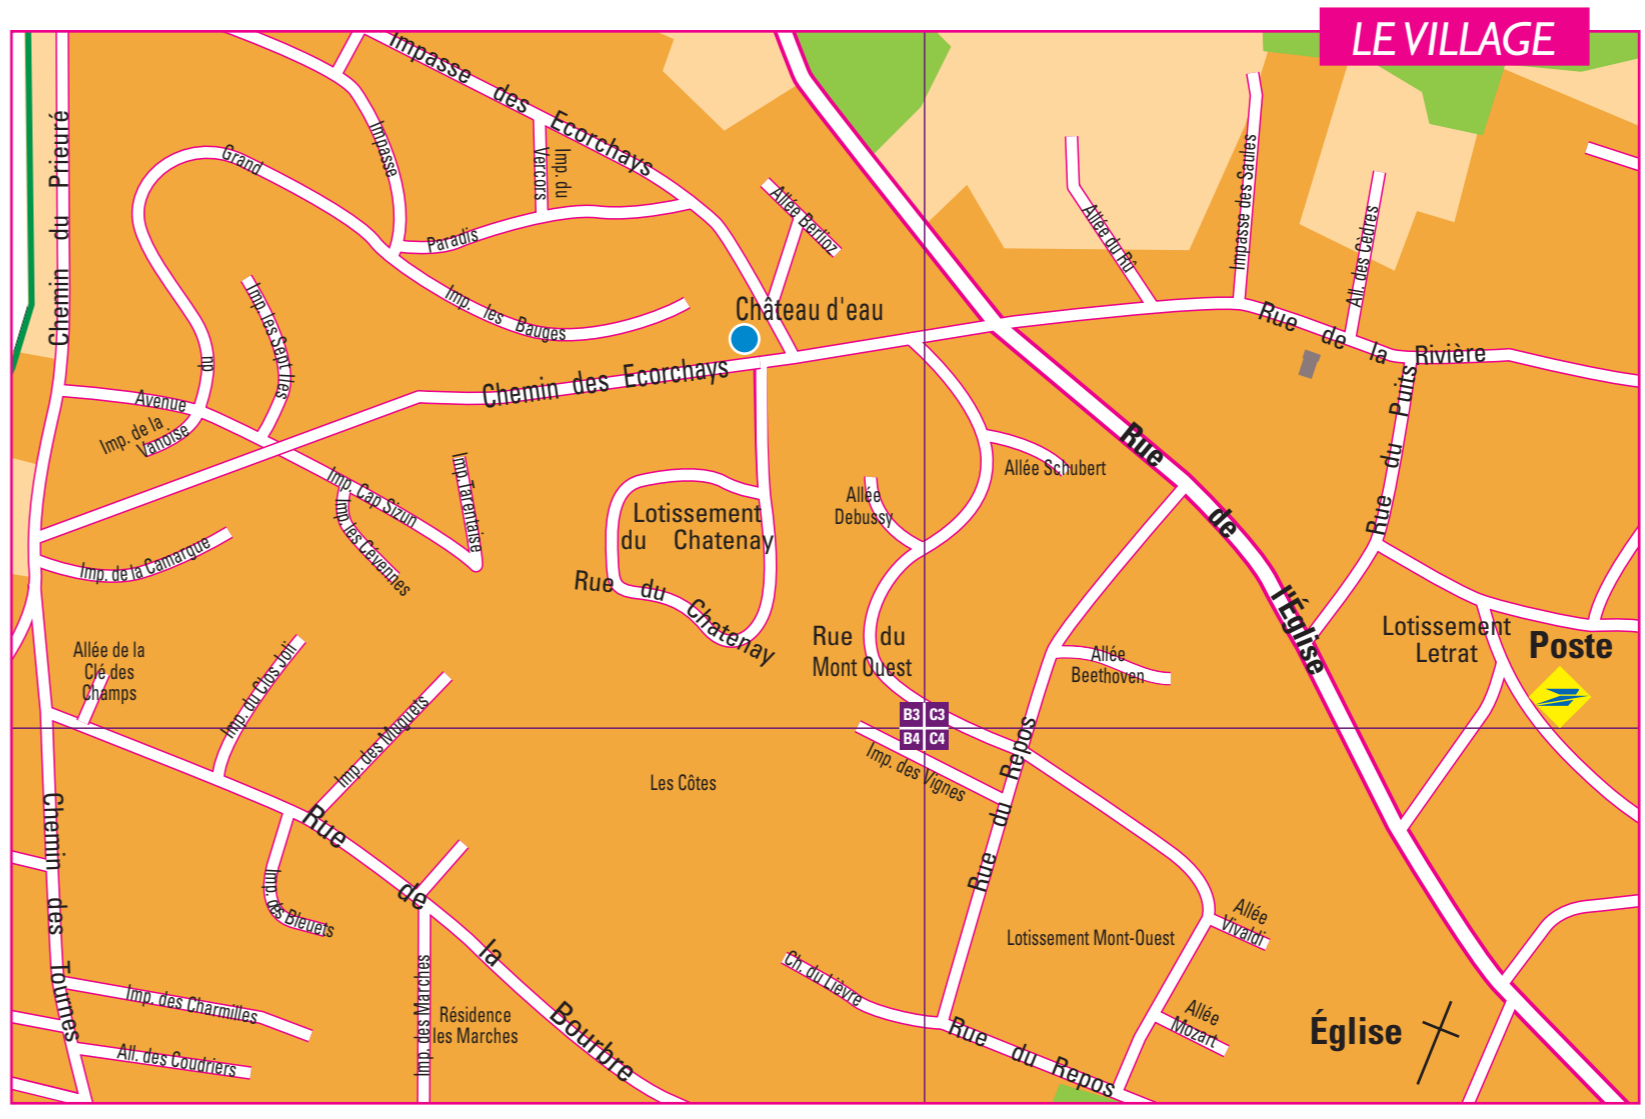 LE VILLAGE
Impasse des Ecorchays
Chemin du Prieuré
Grand
Impasse
Imp. du
Vercors
Paradis
Allée Berlioz
Allée du Rû
Impasse des Saules
All. des Cèdres
Imp. les Sept Iles
Imp. les Bauges
Château d'eau
Rue de la Rivière
du
Chemin des Ecorchays
Avenue
Imp. de la
Vanoise
Rue du Puits
Imp. Cap Sizun
Imp. Tarentaise
Imp. les Cévennes
Imp. de la Camargue
Lotissement
du Chatenay
Rue du Chatenay
Allée
Debussy
Allée Schubert
Rue de l'Église
Rue du
Mont Ouest
Allée
Beethoven
Lotissement
Letrat
Poste
Allée de la
Clé des
Champs
Imp. du Clos Joli
Imp. des Muguets
B3 C3
B4 C4
Imp. des Vignes
Les Côtes
Rue du Repos
Chemin des Tournes
Rue de la Bourbre
Imp. des Bleuets
Allée
Vivaldi
Lotissement Mont-Ouest
Ch. du Lièvre
Imp. des Charmilles
Imp. des Marches
Résidence
les Marches
Allée
Mozart
Église
All. des Coudriers
Rue du Repos